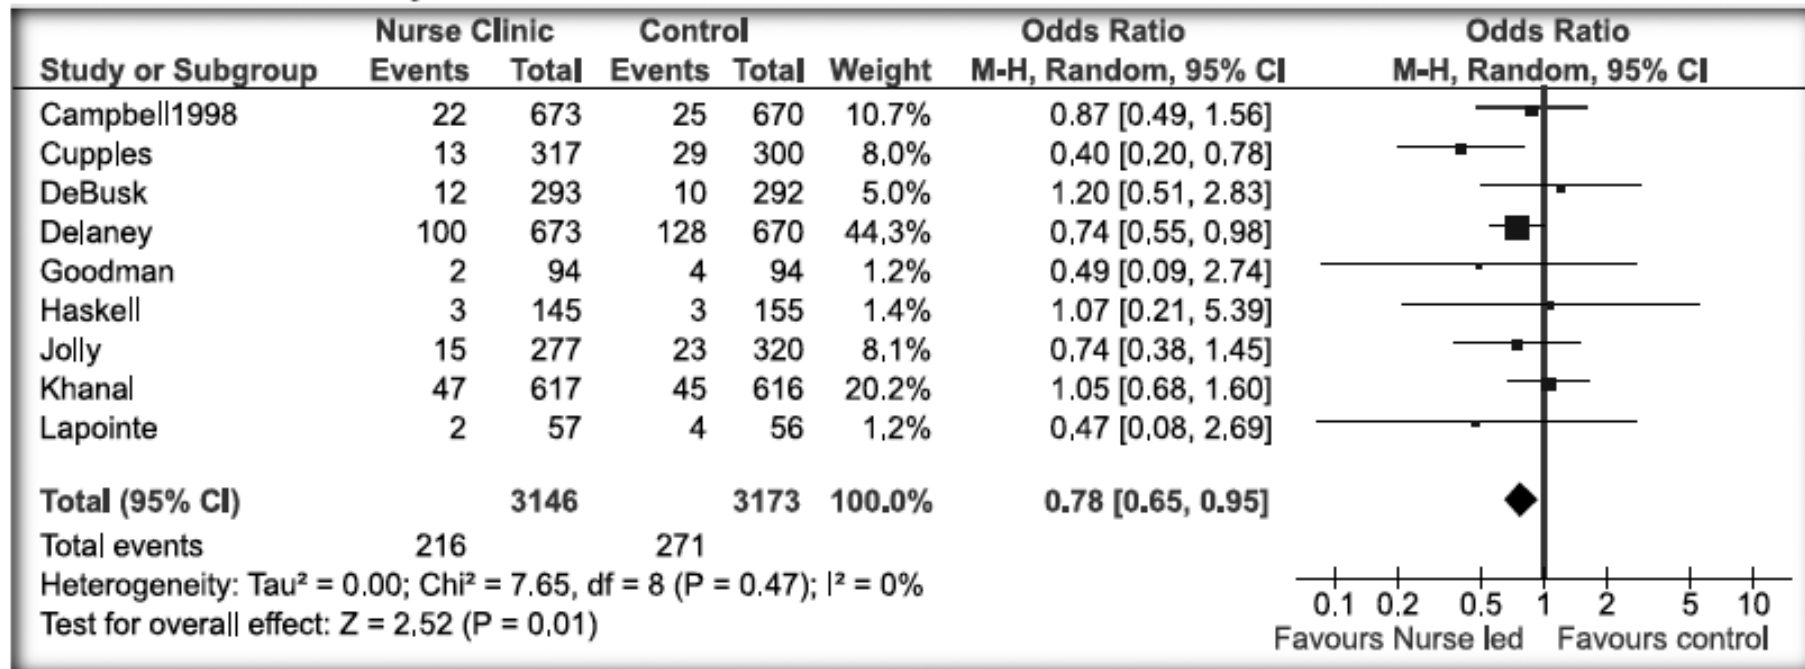 Nurse Clinic Control Odds Ratio Odds Ratio
Study or Subgroup Events Total Events Total Weight M-H, Random, 95% CI M-H, Random, 95% CI
Campbell1998 22 673 25 670 10.7% 0.87 [0.49, 1.56]
Cupples 13 317 29 300 8.0% 0.40 [0.20, 0.78]
DeBusk 12 293 10 292 5.0% 1.20 [0.51, 2.83]
Delaney 100 673 128 670 44.3% 0.74 [0.55, 0.98]
Goodman 2 94 4 94 1.2% 0.49 [0.09, 2.74]
Haskell 3 145 3 155 1.4% 1.07 [0.21, 5.39]
Jolly 15 277 23 320 8.1% 0.74 [0.38, 1.45]
Khanal 47 617 45 616 20.2% 1.05 [0.68, 1.60]
Lapointe 2 57 4 56 1.2% 0.47 [0.08, 2.69]
Total (95% CI) 3146 3173 100.0% 0.78 [0.65, 0.95]
Total events 216 271
Heterogeneity: Tau² = 0.00; Chi² = 7.65, df = 8 (P = 0.47); I² = 0%
Test for overall effect: Z = 2.52 (P = 0.01)
0.1 0.2 0.5 1 2 5 10
Favours Nurse led Favours control